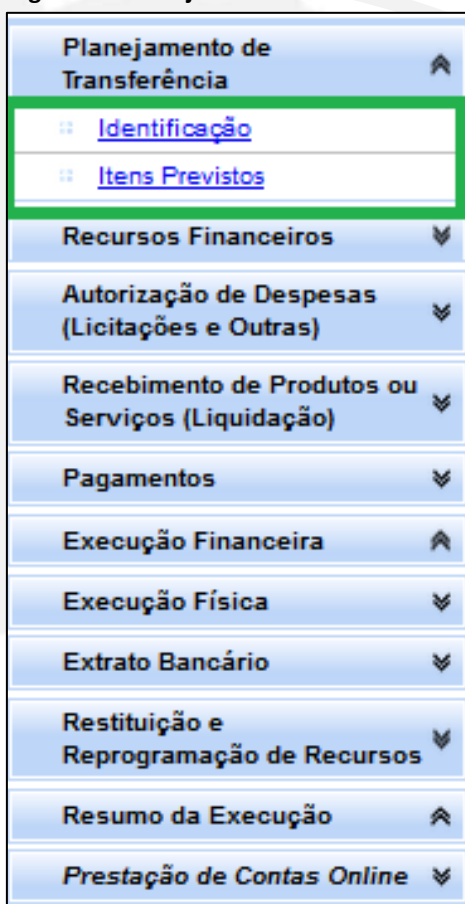 Planejamento de
Transferência
Identificação
Itens Previstos
Recursos Financeiros
Autorização de Despesas
(Licitações e Outras)
Recebimento de Produtos ou
Serviços (Liquidação)
Pagamentos
Execução Financeira
Execução Física
Extrato Bancário
Restituição e
Reprogramação de Recursos
Resumo da Execução
Prestação de Contas Online